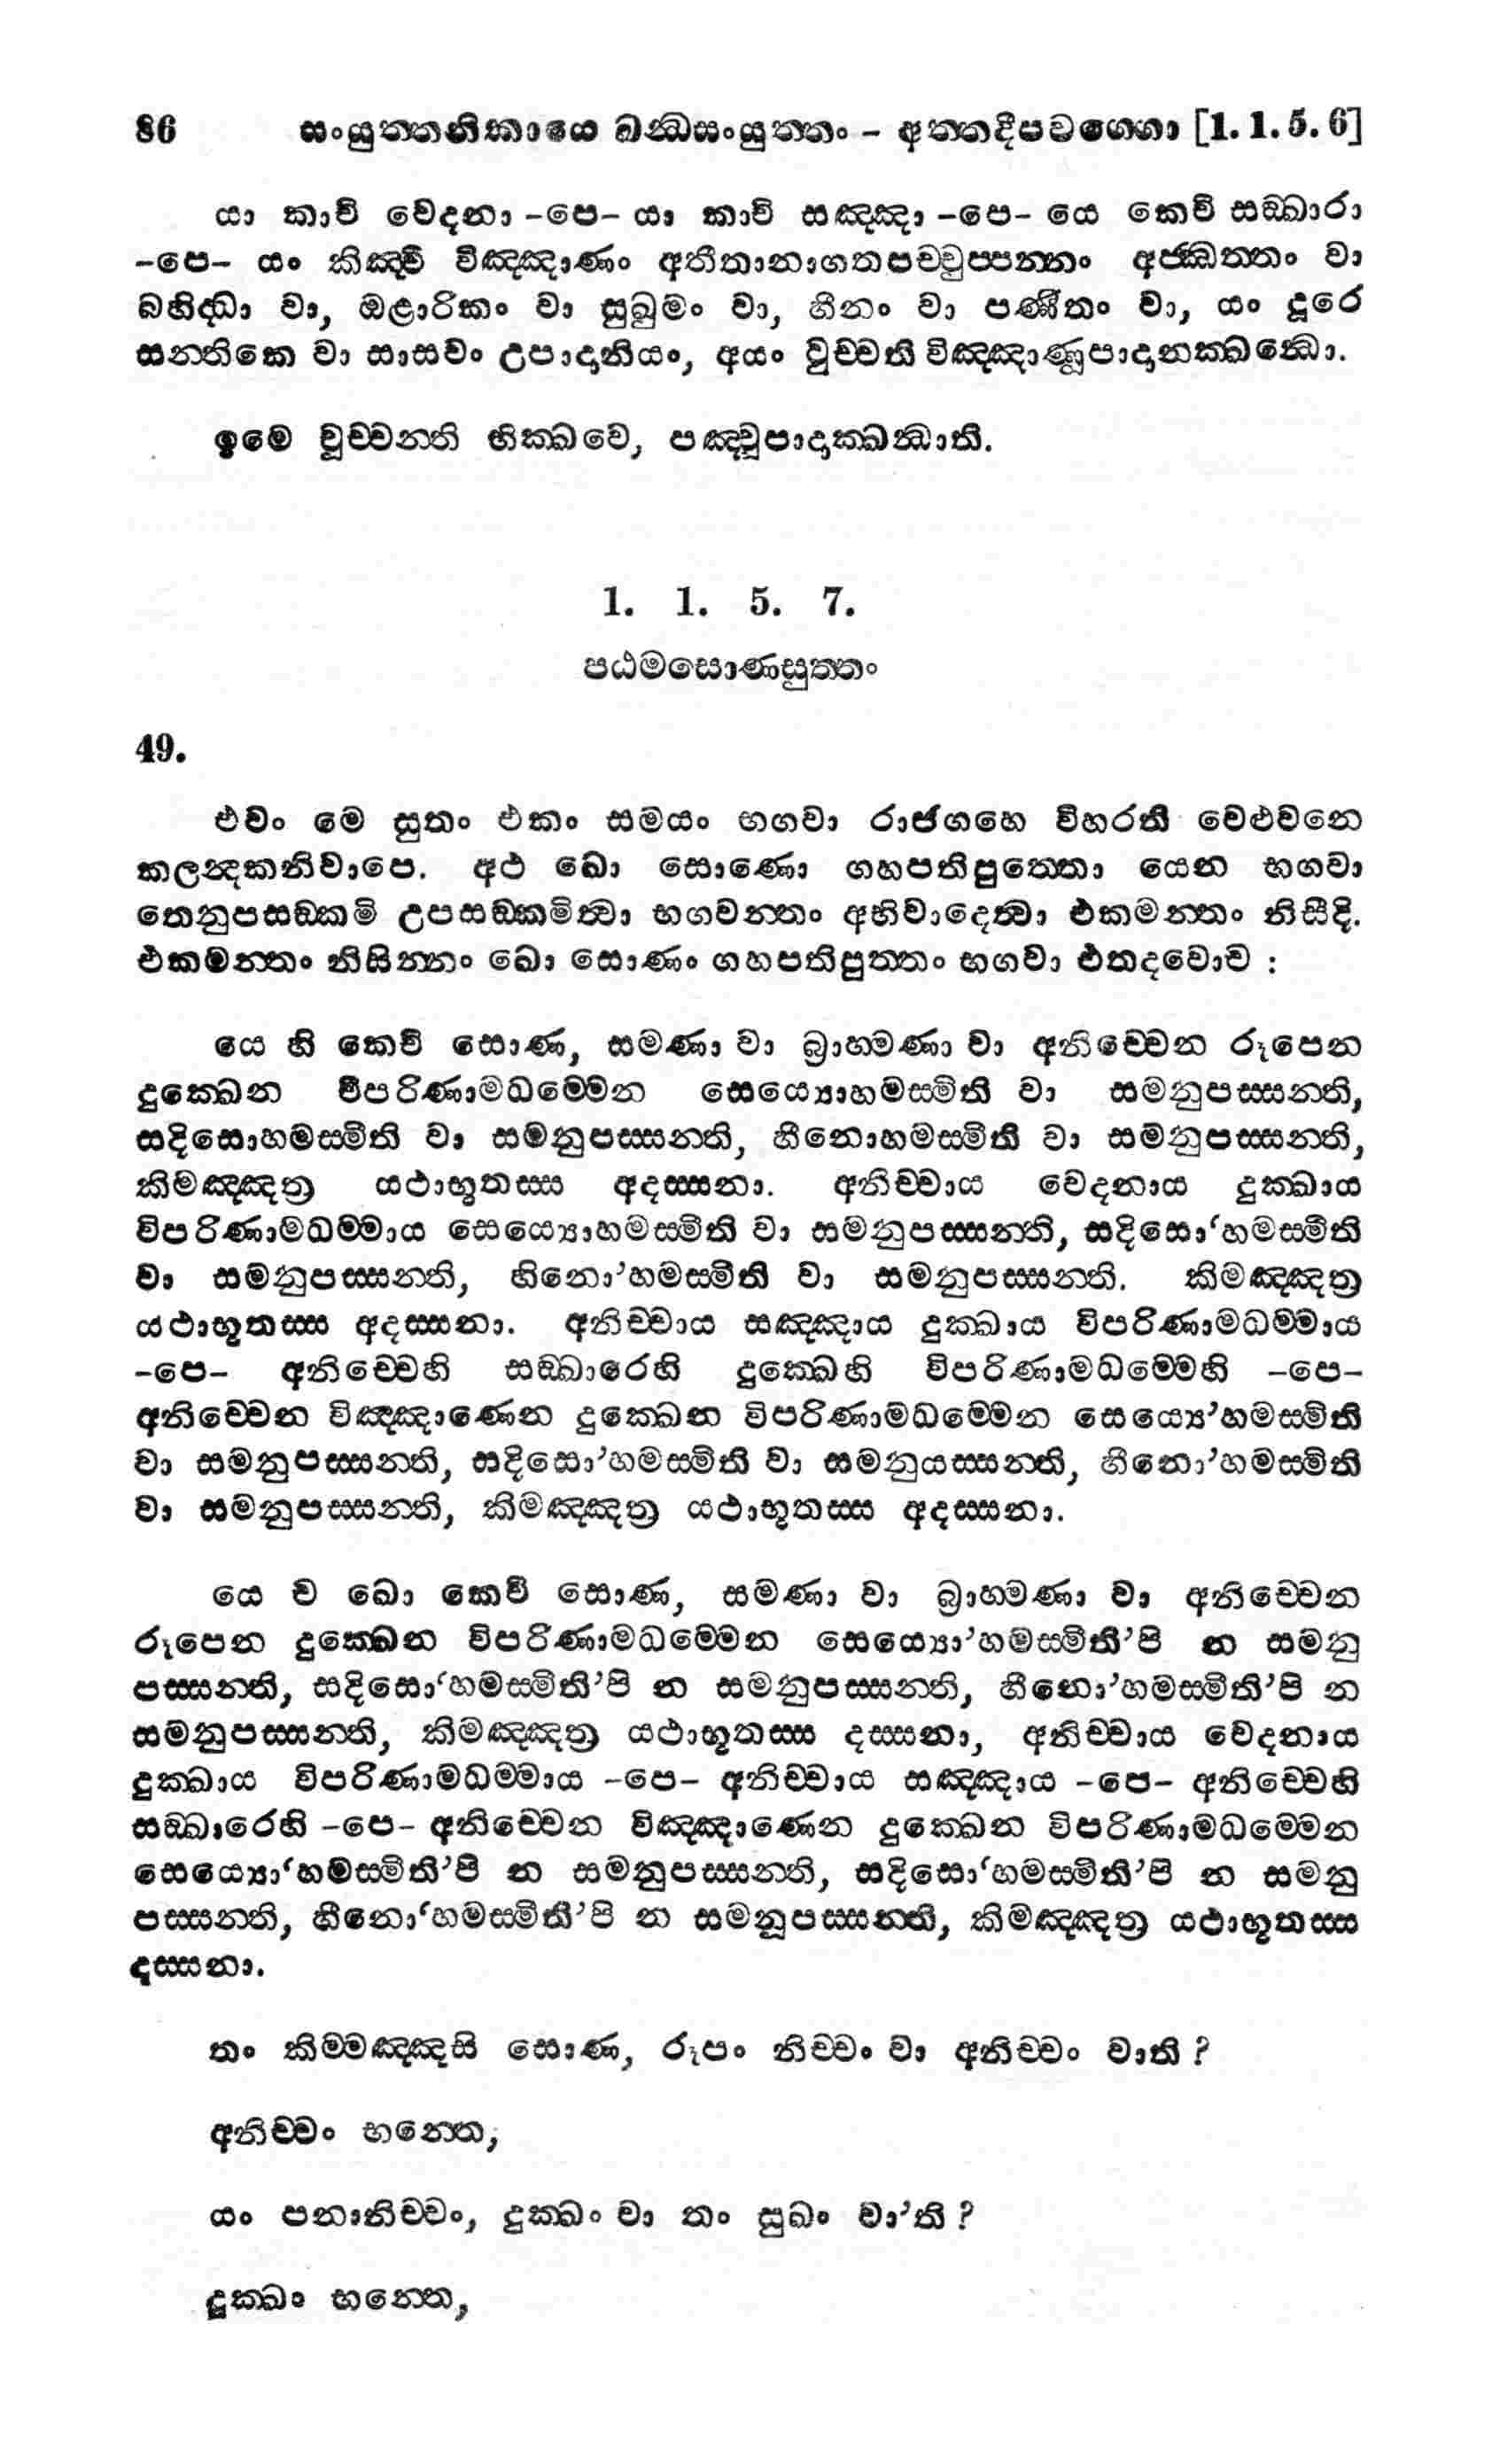 86 සංයුත්තනිකායෙ ඛන්ධසංයුත්තං – අත්තදීපවග්ගො [1. 1. 5. 6]
යා කාචි වේදනා -පෙ- යා කාචි සඤ්ඤා -පෙ- යෙ කෙචි සඞ්ඛාරා
-පෙ- යං කිඤ්චි විඤ්ඤාණං අතීතානාගතපච්චුප්පන්නං අජ්ඣත්තං වා
බහිද්ධා වා, ඔළාරිකං වා සුඛුමං වා, හීනං වා පණීතං වා, යං දූරෙ
සන්තිකෙ වා සාසවං උපාදානියං, අයං වුච්චති විඤ්ඤාණූපාදානක්ඛන්ධො.
ඉමෙ වූච්චන්ති භික්ඛවෙ, පඤ්චූපාදාක්ඛන්ධාති.
1. 1. 5. 7.
පඨමසොණසුත්තං
49.
එවං මෙ සුතං එකං සමයං භගවා රාජගහෙ විහරති වෙළුවනෙ
කලන්දකනිවාපෙ. අථ ඛො සොණො ගහපතිපුත්තො යෙන භගවා
තෙනුපසඞ්කමි උපසඞ්කමිත්වා භගවන්තං අභිවාදෙත්වා එකමන්තං නිසීදි.
එකමන්තං නිසින්නං ඛො සොණං ගහපතිපුත්තං භගවා එතදවොච :
යෙ හි කෙචි සොණ, සමණා වා බ්‍රාහ්මණා වා අනිච්චෙන රූපෙන
දුක්ඛෙන විපරිණාමධම්මෙන සෙය්‍යොහමස්මිති වා සමනුපස්සන්ති,
සදිසොහමස්මීති වා සමනුපස්සන්ති, හීනොහමස්මීති වා සමනුපස්සන්ති,
කිමඤ්ඤත්‍ර යථාභූතස්ස අදස්සනා. අනිච්චාය වේදනාය දුක්ඛාය
විපරිණාමධම්මාය සෙය්‍යොහමස්මීති වා සමනුපස්සන්ති, සදිසො‘හමස්මීති
වා සමනුපස්සන්ති, හිනො’හමස්මීති වා සමනුපස්සන්ති. කිමඤ්ඤත්‍ර
යථාභූතස්ස අදස්සනා. අනිච්චාය සඤ්ඤාය දුක්ඛාය විපරිණාමධම්මාය
-පෙ- අනිච්චෙහි සඞ්ඛාරෙහි දුක්ඛෙහි විපරිණාමධම්මෙහි -පෙ-
අනිච්චෙන විඤ්ඤාණෙන දුක්ඛෙන විපරිණාමධම්මෙන සෙය්‍යෙ’හමස්මිති
වා සමනුපස්සන්ති, සදිසො’හමස්මිති වා සමනුයස්සන්ති, හීනො’හමස්මිති
වා සමනුපස්සන්ති, කිමඤ්ඤත්‍ර යථාභූතස්ස අදස්සනා.
යෙ ච ඛො කෙචි සොණ, සමණා වා බ්‍රාහ්මණා වා අනිච්චෙන
රූපෙන දුක්ඛෙන විපරිණාමධම්මෙන සෙය්‍යො’හමස්මිති’පි න සමනු
පස්සන්ති, සදිසො‘හමස්මිති’පි න සමනුපස්සන්ති, හීනො’හමස්මීති’පි න
සමනුපස්සන්ති, කිමඤ්ඤත්‍ර යථාභූතස්ස දස්සනා, අනිච්චාය වේදනාය
දුක්ඛාය විපරිණාමධම්මාය -පෙ- අනිච්චාය සඤ්ඤාය -පෙ- අනිච්චෙහි
සඞ්ඛාරෙහි -පෙ- අනිච්චෙන විඤ්ඤාණෙන දුක්ඛෙන විපරිණාමධම්මෙන
සෙය්‍යො‘හමස්මිති’පි න සමනුපස්සන්ති, සදිසො‘හමස්මිති’පි න සමනු
පස්සන්ති, හීනො‘හමස්මිති’පි න සමනූපස්සන්ති, කිමඤ්ඤත්‍ර යථාභූතස්ස
දස්සනා.
තං කිම්මඤ්ඤසි සොණ, රූපං නිච්චං වා අනිච්චං වාති ?
අනිච්චං භන්තෙ,
යං පනානිච්චං, දුක්ඛං වා තං සුඛං වා’ති ?
දුක්ඛං භන්තෙ,